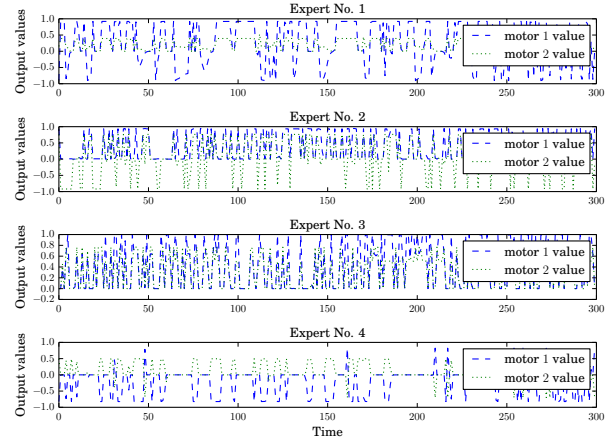 Expert No. 1
Output values
1.0
0.5
0.0
−0.5
−1.0
motor 1 value
motor 2 value
0 50 100 150 200 250 300
Expert No. 2
Output values
1.0
0.5
0.0
−0.5
−1.0
motor 1 value
motor 2 value
0 50 100 150 200 250 300
Expert No. 3
Output values
1.0
0.8
0.6
0.4
0.2
0.0
−0.2
motor 1 value
motor 2 value
0 50 100 150 200 250 300
Expert No. 4
Output values
1.0
0.5
0.0
−0.5
−1.0
motor 1 value
motor 2 value
0 50 100 150 200 250 300
Time